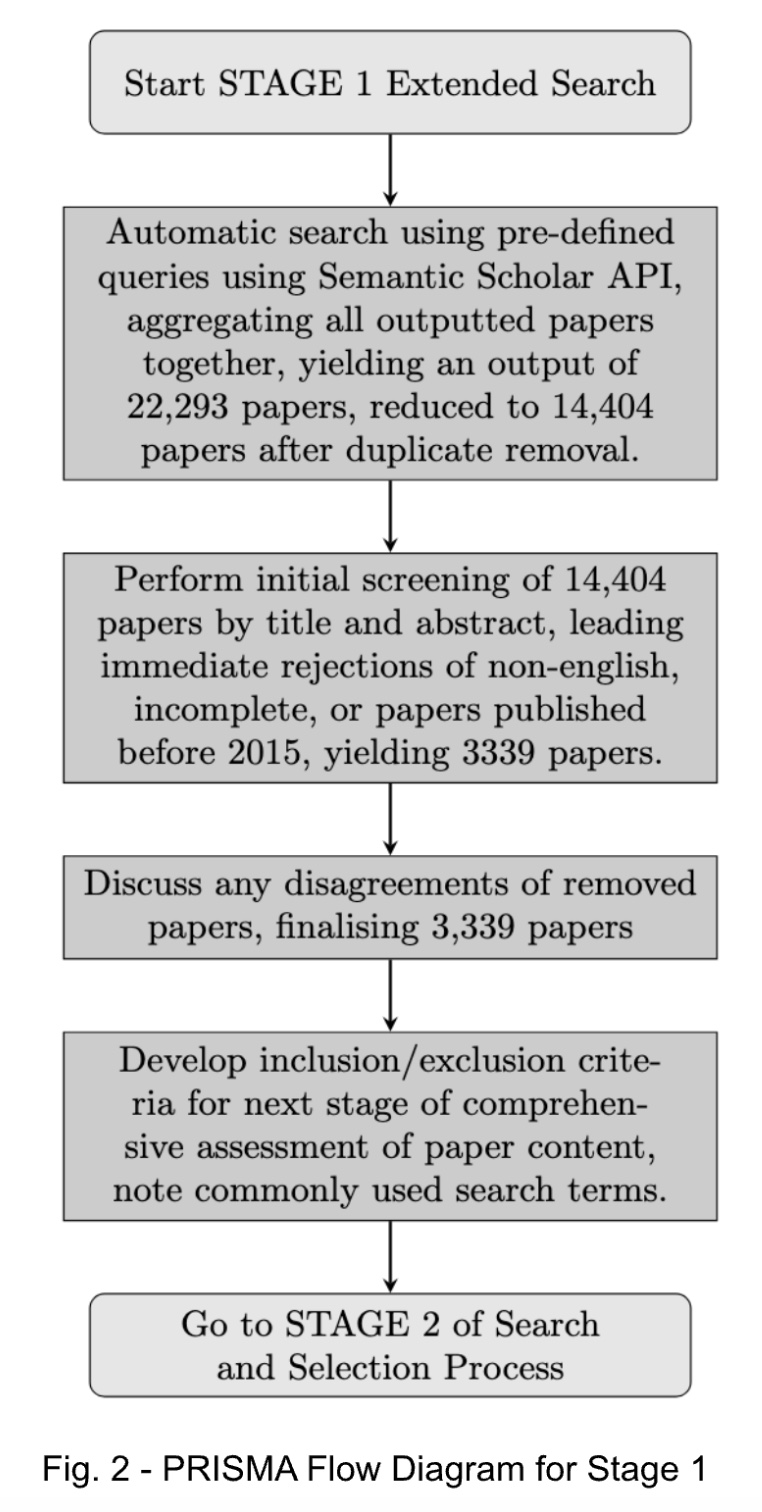 Start STAGE 1 Extended Search
Automatic search using pre-defined
queries using Semantic Scholar API,
aggregating all outputted papers
together, yielding an output of
22,293 papers, reduced to 14,404
papers after duplicate removal.
Perform initial screening of 14,404
papers by title and abstract, leading
immediate rejections of non-english,
incomplete, or papers published
before 2015, yielding 3339 papers.
Discuss any disagreements of removed
papers, finalising 3,339 papers
Develop inclusion/exclusion crite-
ria for next stage of comprehen-
sive assessment of paper content,
note commonly used search terms.
Go to STAGE 2 of Search
and Selection Process
Fig. 2 - PRISMA Flow Diagram for Stage 1